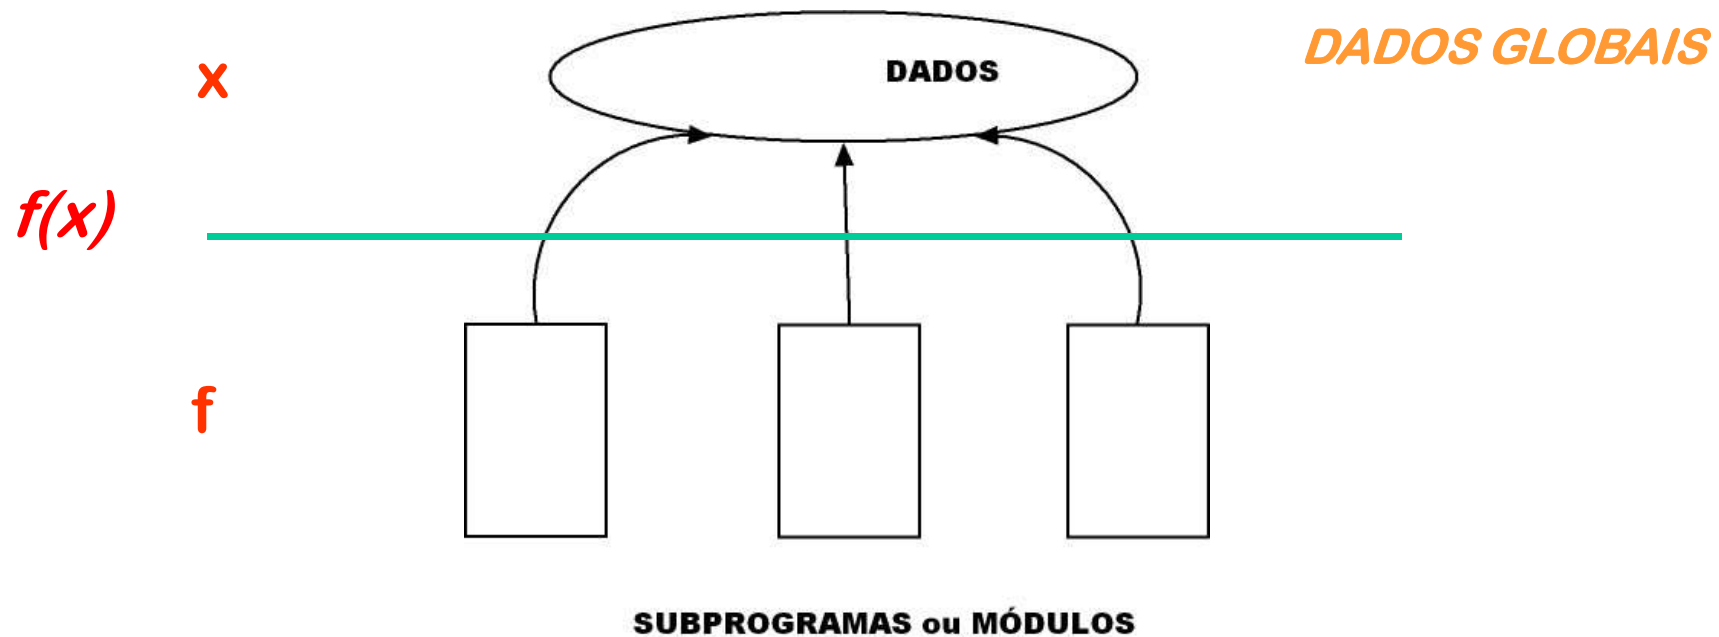 DADOS GLOBAIS
x
DADOS
f(x)
f
SUBPROGRAMAS ou MÓDULOS